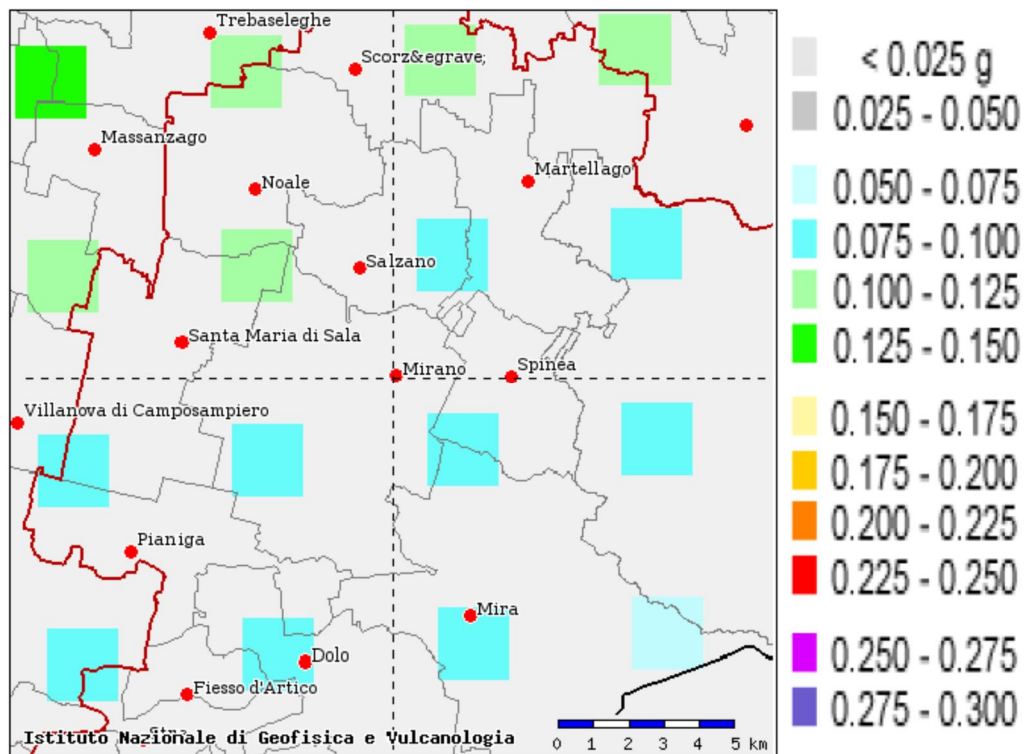 Trebaseleghe
Scorz&egrave;
Massanzago
Martellago
Noale
Salzano
Santa Maria di Sala
Mirano
Spinea
Villanova di Camposampiero
Pianiga
Mira
Dolo
Fiesso d'Artico
Istituto Nazionale di Geofisica e Vulcanologia
0 1 2 3 4 5 km
< 0.025 g
0.025 - 0.050
0.050 - 0.075
0.075 - 0.100
0.100 - 0.125
0.125 - 0.150
0.150 - 0.175
0.175 - 0.200
0.200 - 0.225
0.225 - 0.250
0.250 - 0.275
0.275 - 0.300